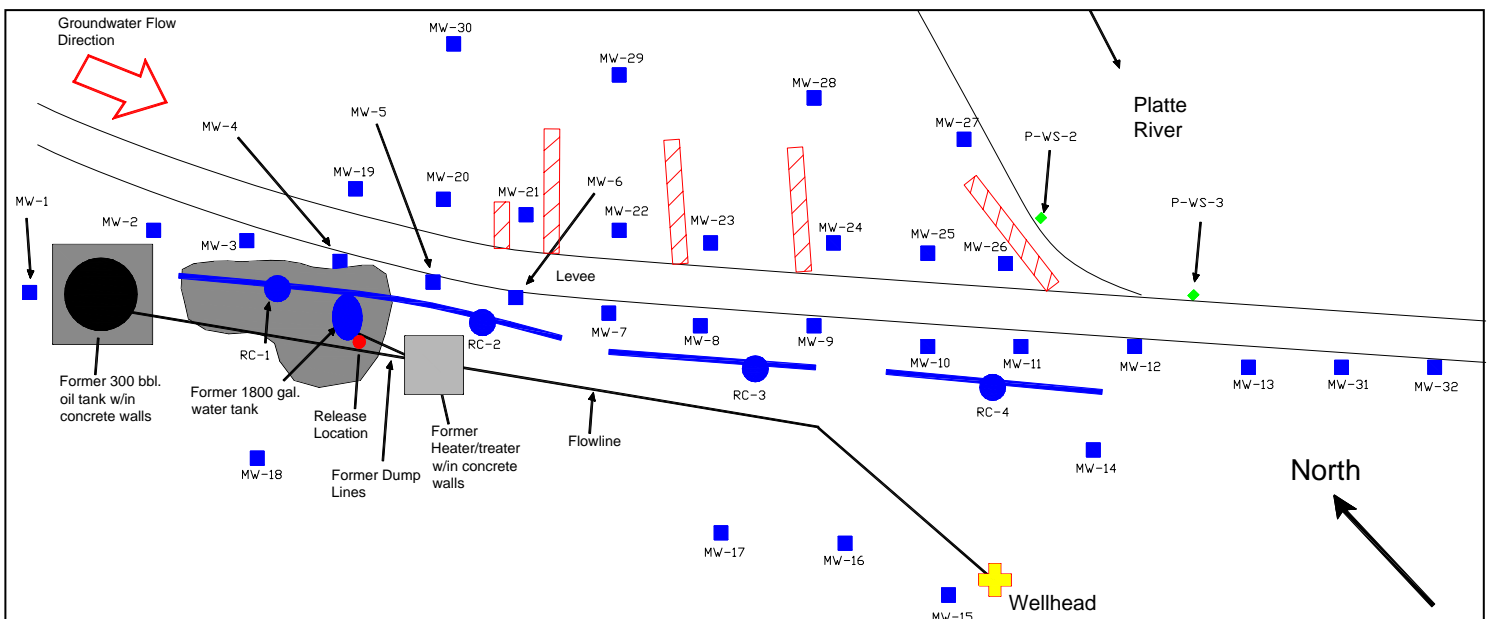 Groundwater Flow
Direction
MW-30
MW-29
MW-28
MW-27
Platte
River
P-WS-2
MW-5
MW-4
MW-19
MW-20
MW-21
MW-6
MW-22
MW-23
MW-24
MW-25
MW-26
P-WS-3
MW-1
MW-2
MW-3
Levee
MW-7
MW-8
MW-9
MW-10
MW-11
MW-12
MW-13
MW-31
MW-32
RC-1
RC-2
RC-3
RC-4
Former 300 bbl.
oil tank w/in
concrete walls
Former 1800 gal.
water tank
Release
Location
Former
Heater/treater
w/in concrete
walls
Flowline
Former Dump
Lines
MW-18
MW-14
North
MW-17
MW-16
MW-15
Wellhead